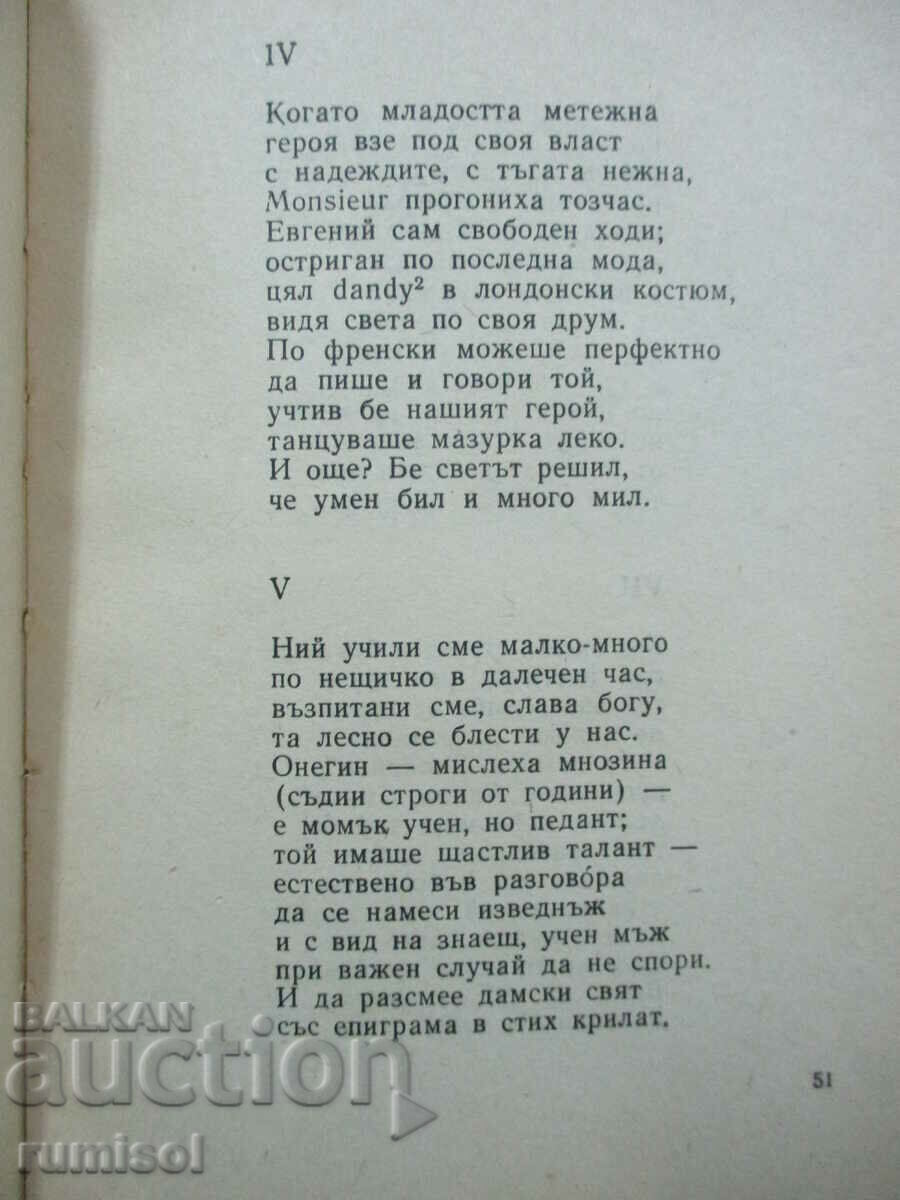 IV
Когато младостта метежна
героя взе под своя власт
с надеждите, с тъгата нежна,
Monsieur прогониха тозчас.
Евгений сам свободен ходи;
остриган по последна мода,
цял dandy² в лондонски костюм,
видя света по своя друм.
По френски можеше перфектно
да пише и говори той,
учтив бе нашият герой,
танцуваше мазурка леко.
И още? Бе светът решил,
че умен бил и много мил.
V
Ний учили сме малко-много
по нещичко в далечен час,
възпитани сме, слава богу,
та лесно се блести у нас.
Онегин — мислеха мнозина
(съдии строги от години) —
е момък учен, но педант;
той имаше щастлив талант —
естествено във разгово́ра
да се намеси изведнъж
и с вид на знаещ, учен мъж
при важен случай да не спори.
И да разсмее дамски свят
със епиграма в стих крилат.
51
BALKAN
auction
rumisol